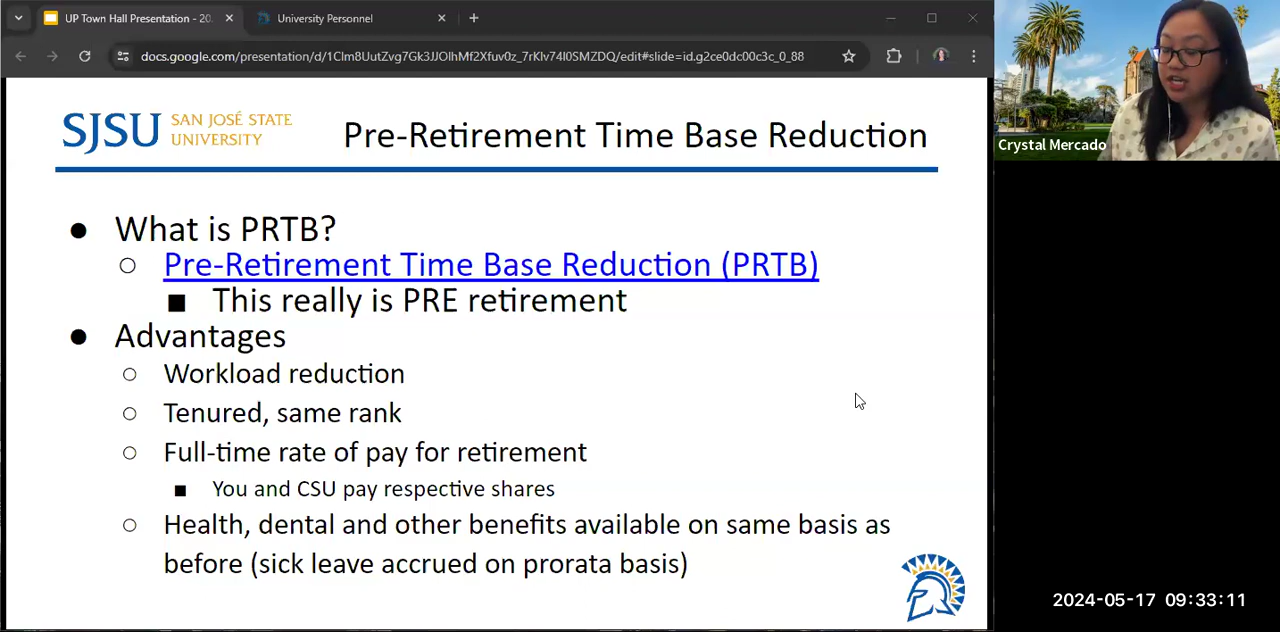 UP Town Hall Presentation - 20.
University Personnel
docs.google.com/presentation/d/1Clm8UutZvg7Gk3JJOlhMf2Xfuv0z_7rKlv74l0SMZDQ/edit#slide=id.g2ce0dc00c3c_0_88
Crystal Mercado
SJSU SAN JOSÉ STATE
UNIVERSITY
Pre-Retirement Time Base Reduction
What is PRTB?
Pre-Retirement Time Base Reduction (PRTB)
This really is PRE retirement
Advantages
Workload reduction
Tenured, same rank
Full-time rate of pay for retirement
You and CSU pay respective shares
Health, dental and other benefits available on same basis as
before (sick leave accrued on prorata basis)
2024-05-17 09:33:11